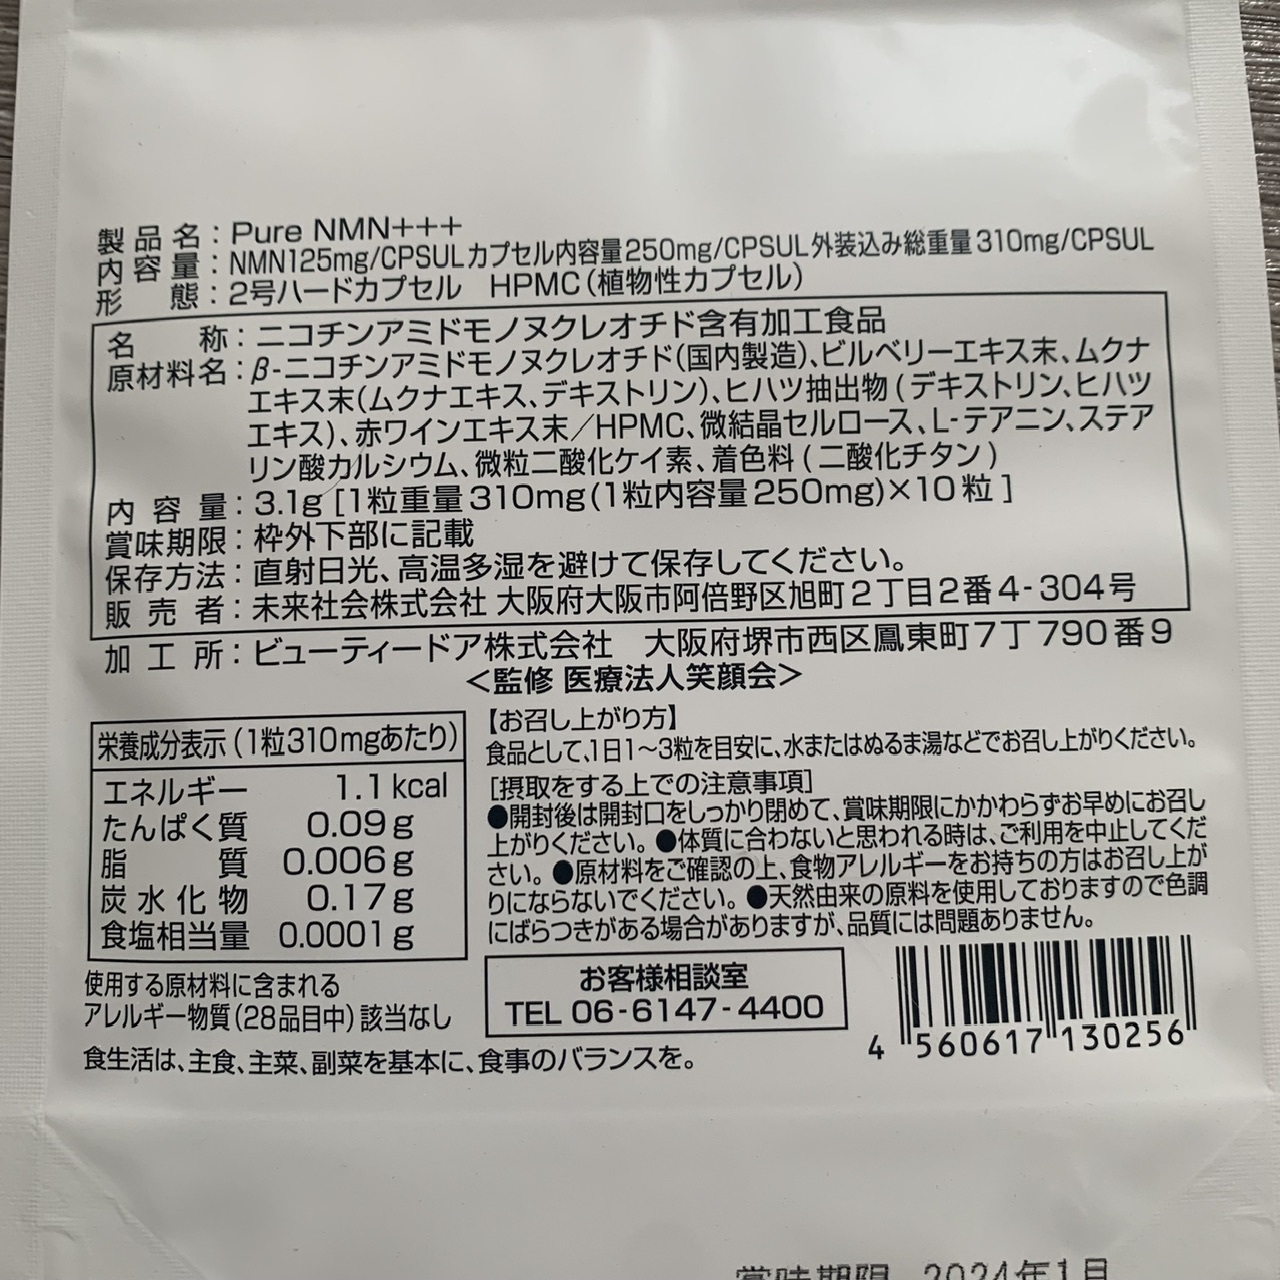 製品名：Pure NMN+++
内容量：NMN125mg/CPSULカプセル内容量250mg/CPSUL外装込み総重量310mg/CPSUL
形態：2号ハードカプセル HPMC(植物性カプセル)
名称：ニコチンアミドモノヌクレオチド含有加工食品
原材料名：β-ニコチンアミドモノヌクレオチド(国内製造)、ビルベリーエキス末、ムクナ
エキス末(ムクナエキス、デキストリン)、ヒハツ抽出物(デキストリン、ヒハツ
エキス)、赤ワインエキス末/HPMC、微結晶セルロース、L-テアニン、ステア
リン酸カルシウム、微粒二酸化ケイ素、着色料(二酸化チタン)
内容量：3.1g [1粒重量310mg(1粒内容量250mg)×10粒]
賞味期限：枠外下部に記載
保存方法：直射日光、高温多湿を避けて保存してください。
販売者：未来社会株式会社 大阪府大阪市阿倍野区旭町2丁目2番4-304号
加工所：ビューティードア株式会社 大阪府堺市西区鳳東町7丁790番9
<監修 医療法人笑顔会>
栄養成分表示(1粒310mgあたり)
エネルギー 1.1kcal
たんぱく質 0.09g
脂質 0.006g
炭水化物 0.17g
食塩相当量 0.0001g
使用する原材料に含まれる
アレルギー物質(28品目中)該当なし
【お召し上がり方】
食品として、1日1～3粒を目安に、水またはぬるま湯などでお召し上がりください。
[摂取をする上での注意事項]
●開封後は開封口をしっかり閉めて、賞味期限にかかわらずお早めにお召し
上がりください。●体質に合わないと思われる時は、ご利用を中止してくだ
さい。●原材料をご確認の上、食物アレルギーをお持ちの方はお召し上が
りにならないでください。●天然由来の原料を使用しておりますので色調
にばらつきがある場合がありますが、品質には問題ありません。
お客様相談室
TEL 06-6147-4400
4 560617 130256
食生活は、主食、主菜、副菜を基本に、食事のバランスを。
賞味期限 2024年1月